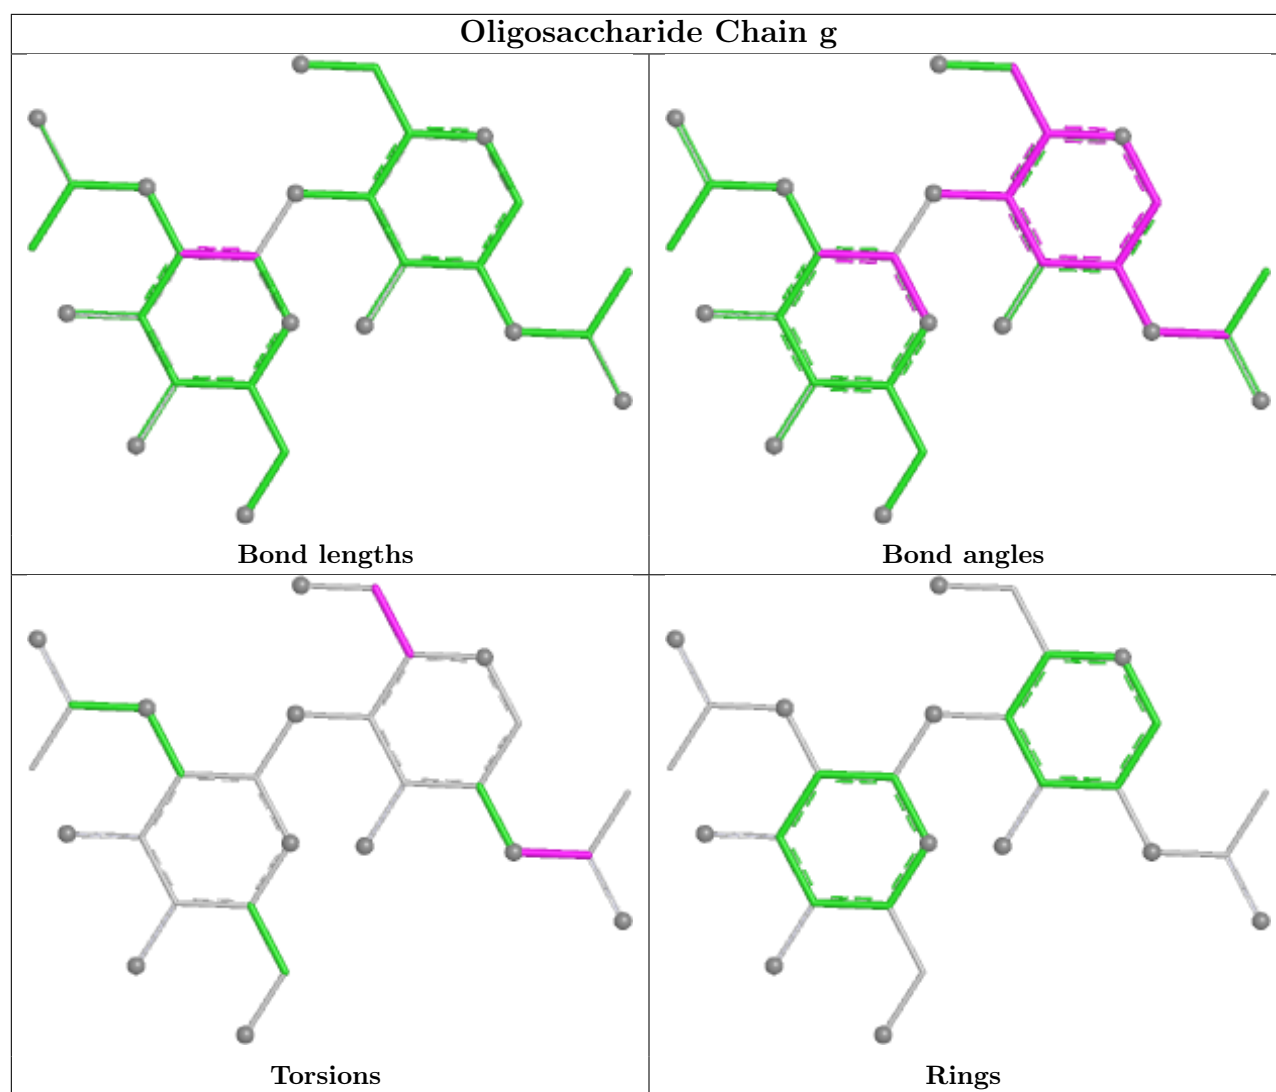 Oligosaccharide Chain g
Bond lengths
Bond angles
Torsions
Rings